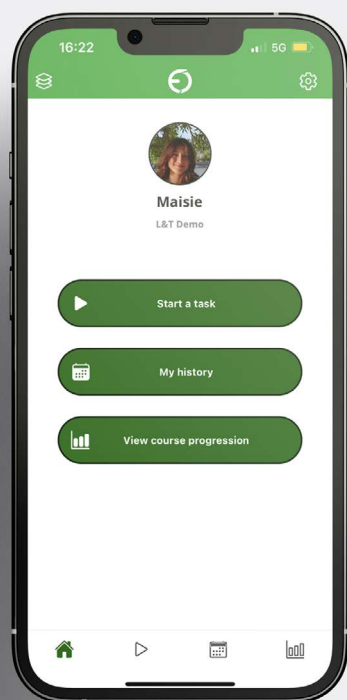 16:22
5G
Maisie
L&T Demo
Start a task
My history
View course progression